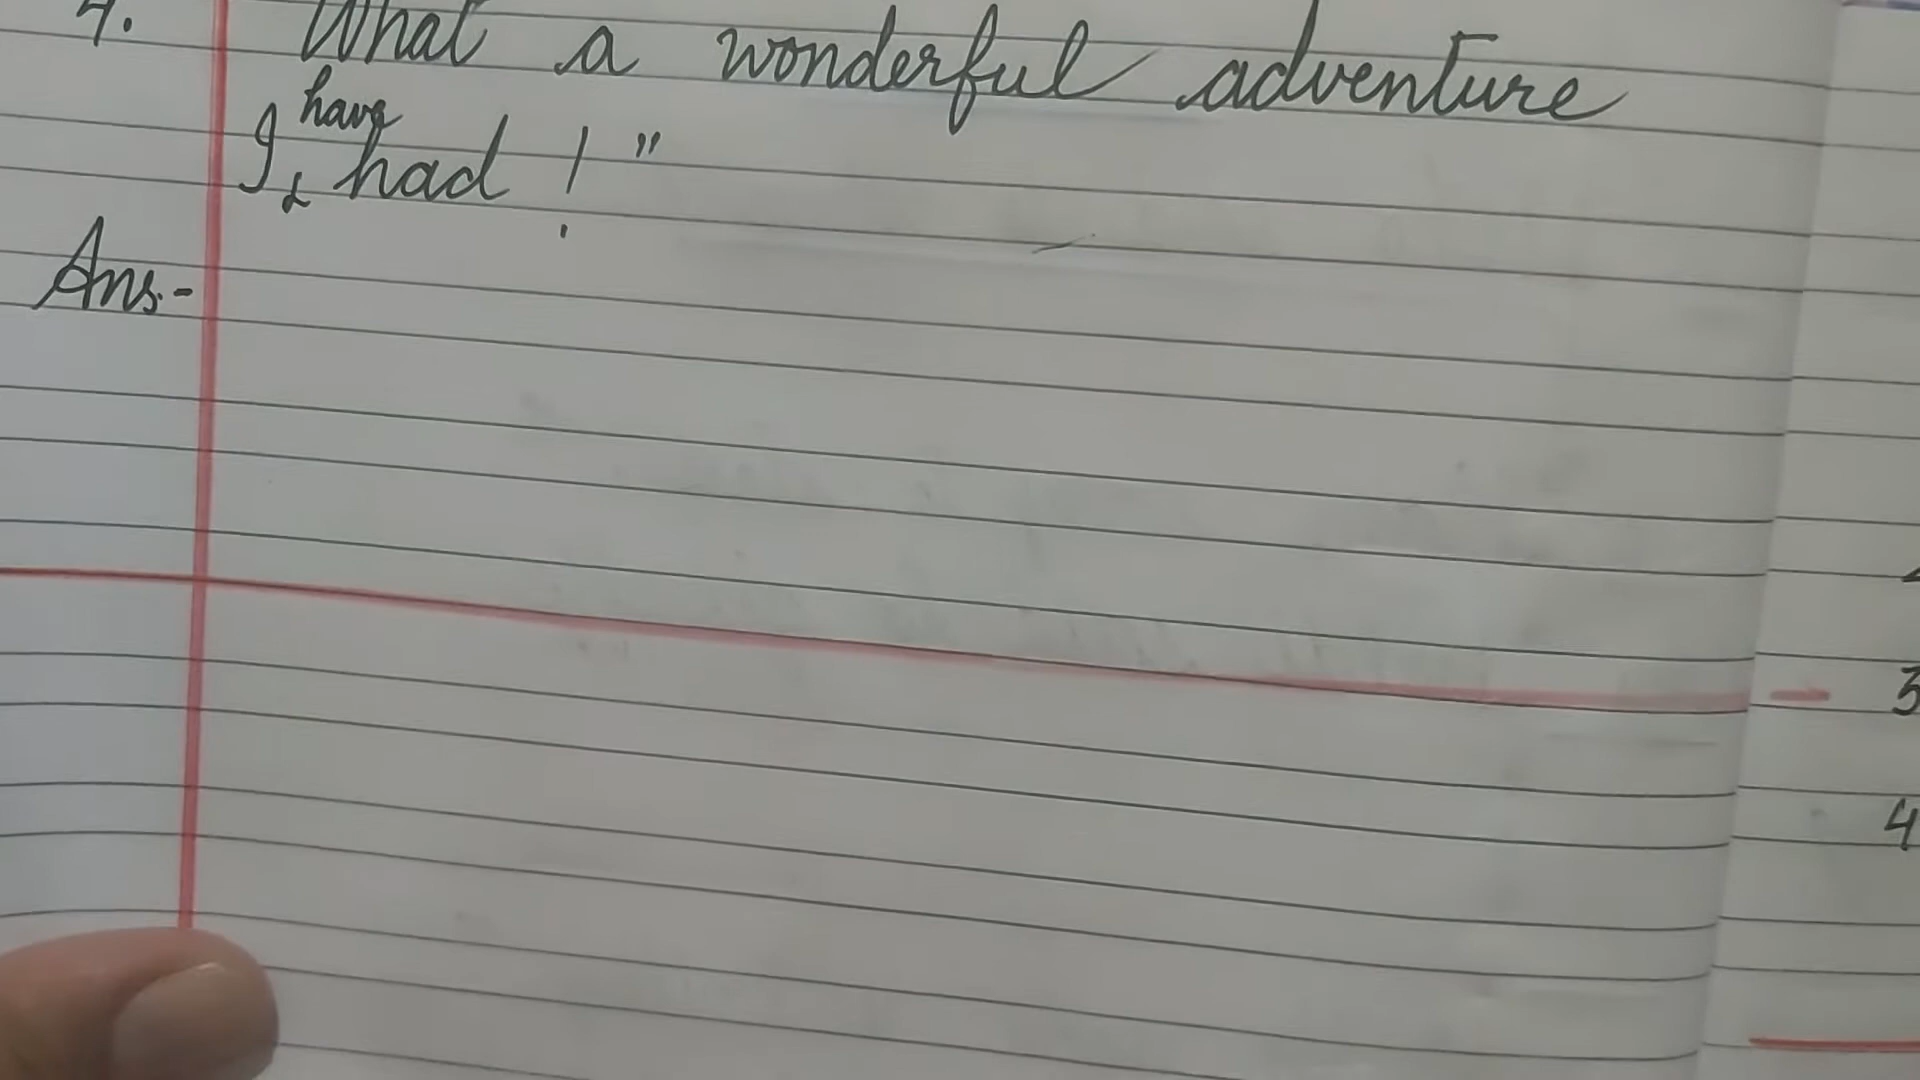 4. What a wonderful adventure
I have had ! "
Ans.-
3
4